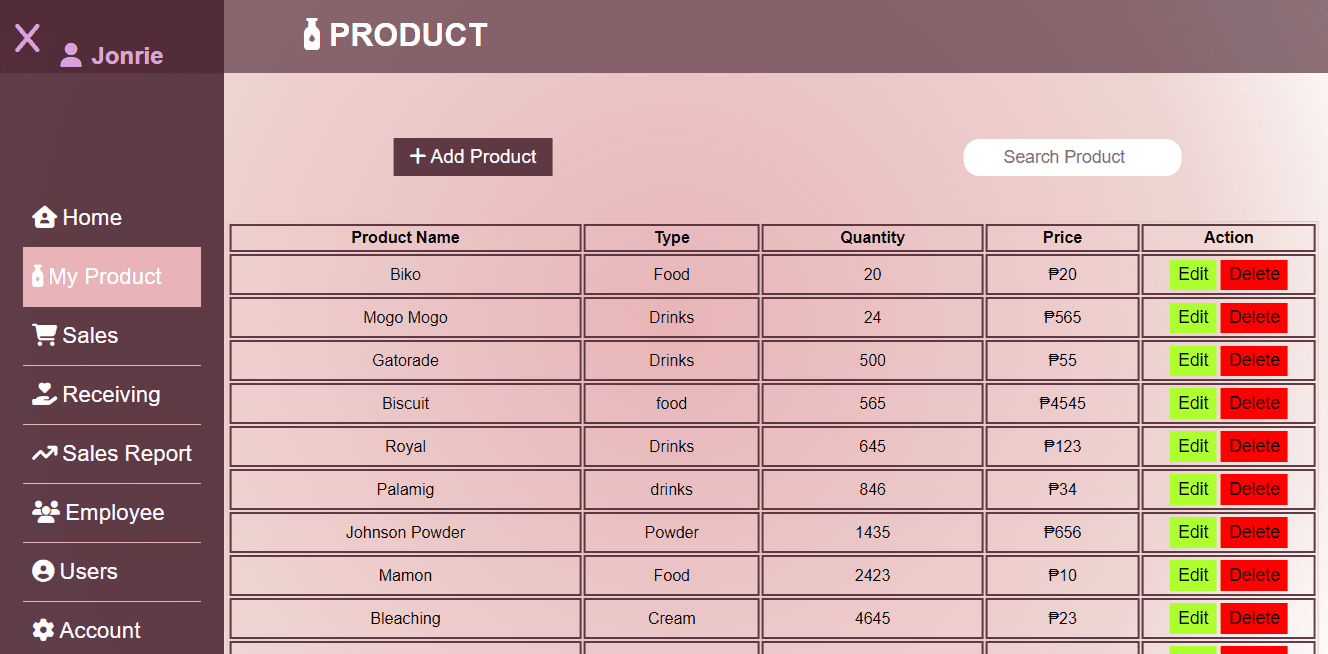 X
Jonrie
PRODUCT
Home
My Product
Sales
Receiving
Sales Report
Employee
Users
Account
+ Add Product
Search Product
Product Name Type Quantity Price Action
Biko Food 20 ₱20 Edit Delete
Mogo Mogo Drinks 24 ₱565 Edit Delete
Gatorade Drinks 500 ₱55 Edit Delete
Biscuit food 565 ₱4545 Edit Delete
Royal Drinks 645 ₱123 Edit Delete
Palamig drinks 846 ₱34 Edit Delete
Johnson Powder Powder 1435 ₱656 Edit Delete
Mamon Food 2423 ₱10 Edit Delete
Bleaching Cream 4645 ₱23 Edit Delete